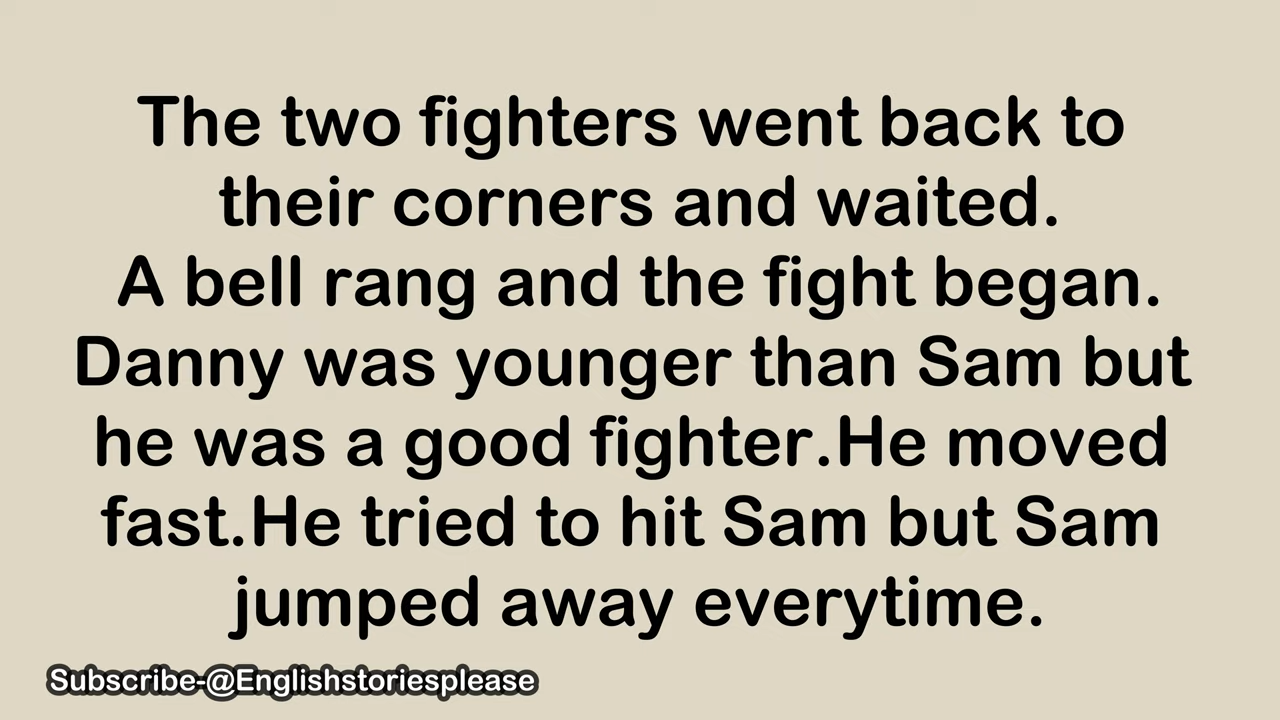 The two fighters went back to
their corners and waited.
A bell rang and the fight began.
Danny was younger than Sam but
he was a good fighter.He moved
fast.He tried to hit Sam but Sam
jumped away everytime.
Subscribe-@Englishstoriesplease